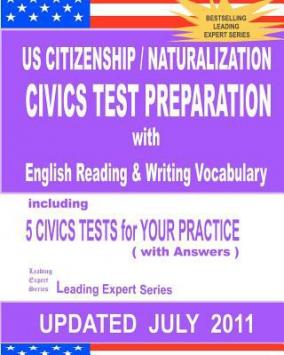 BESTSELLING
LEADING
EXPERT SERIES
US CITIZENSHIP / NATURALIZATION
CIVICS TEST PREPARATION
with
English Reading & Writing Vocabulary
including
5 CIVICS TESTS for YOUR PRACTICE
( with Answers )
Leading
Expert
Series
Leading Expert Series
UPDATED JULY 2011